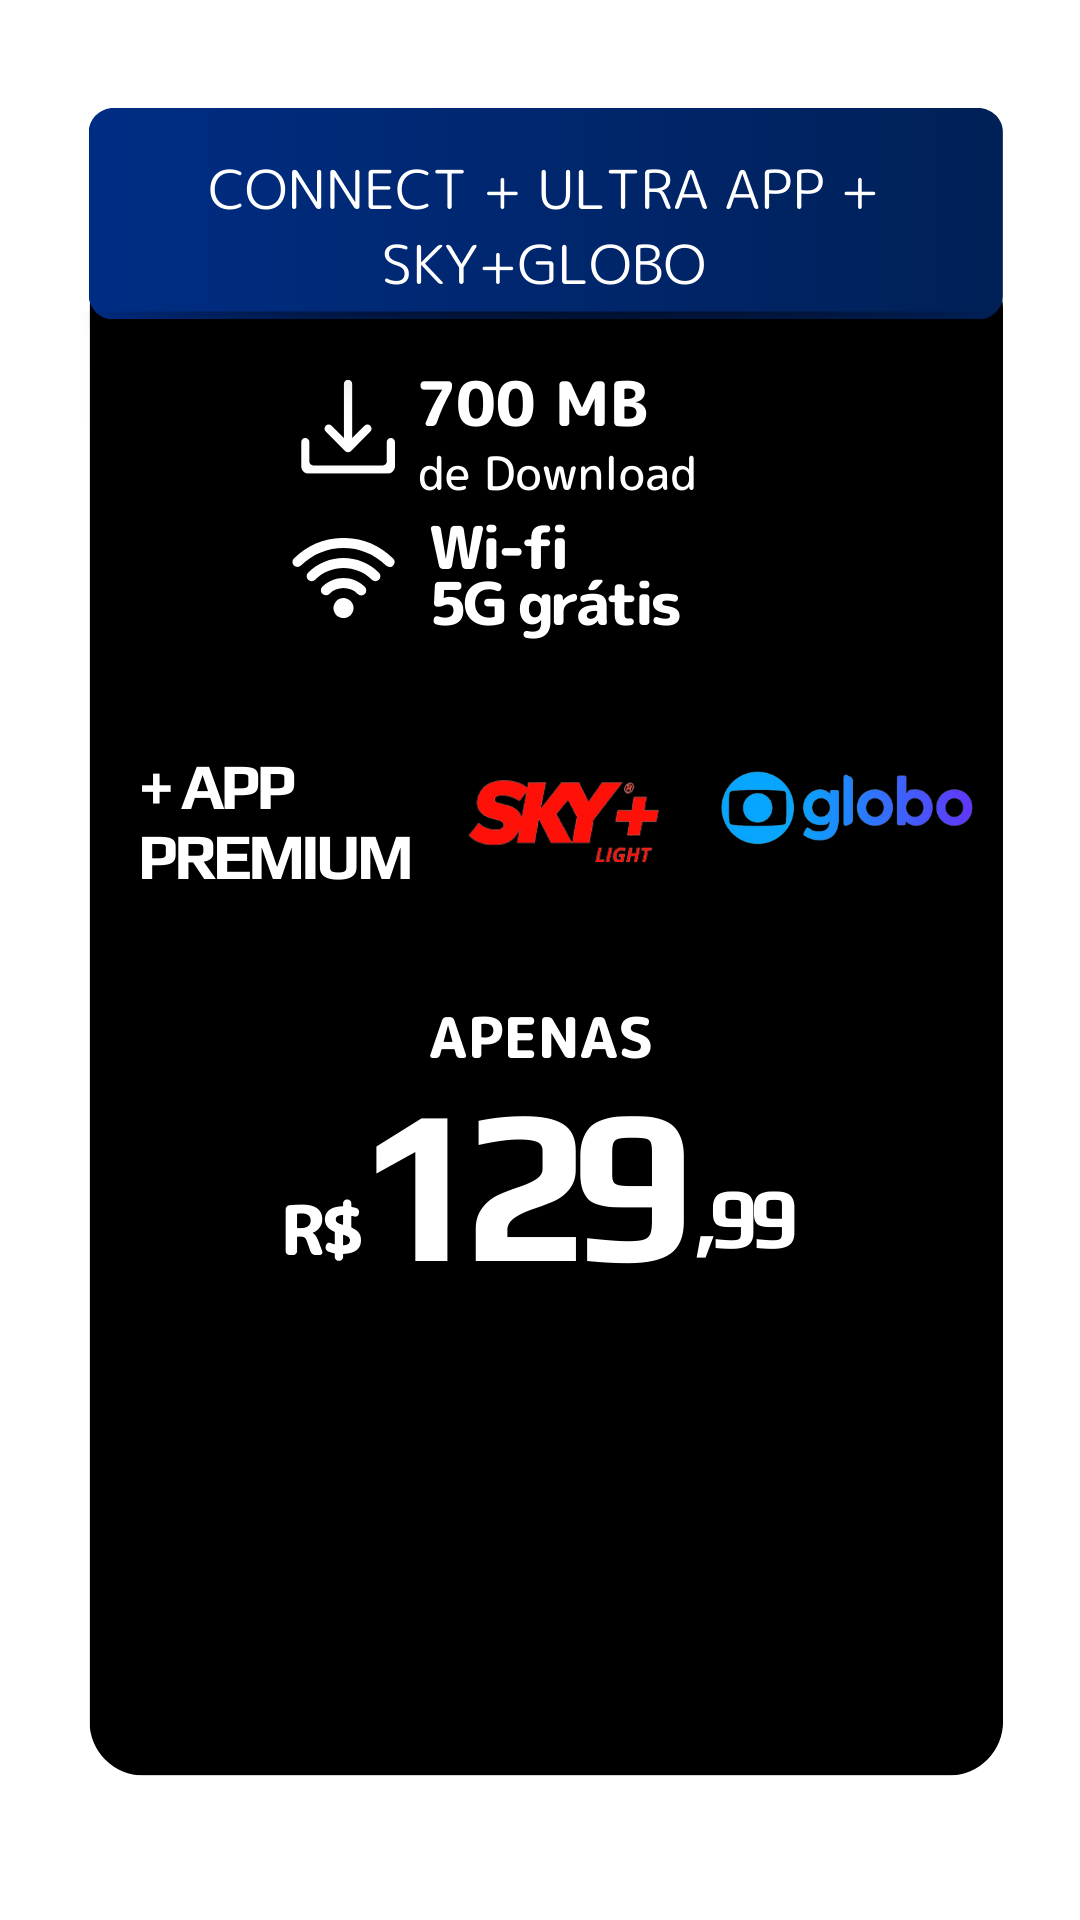 CONNECT + ULTRA APP +
SKY+GLOBO
700 MB
de Download
Wi-fi
5G grátis
+ APP
PREMIUM
SKY+®
LIGHT
globo
APENAS
R$129,99